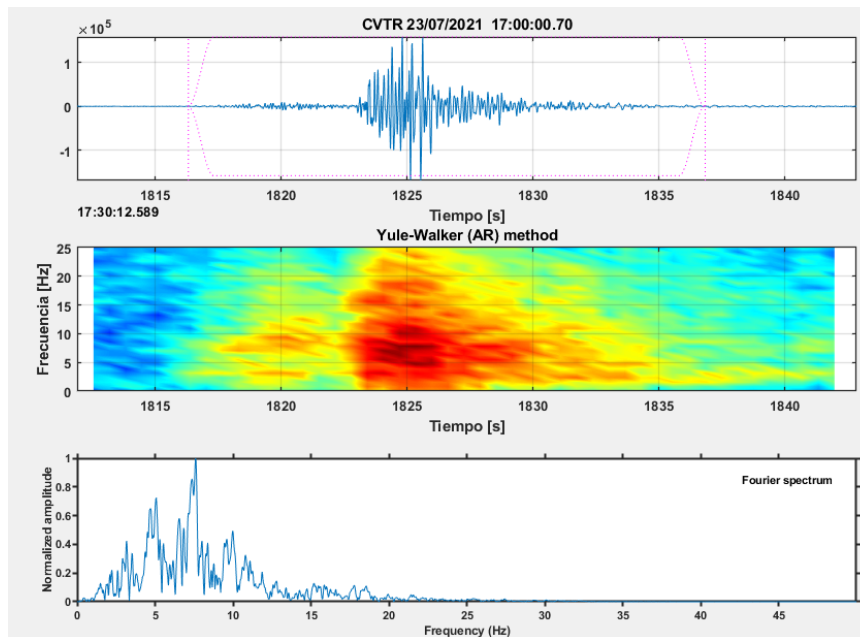 CVTR 23/07/2021 17:00:00.70
×10⁵
1
0
-1
1815 1820 1825 1830 1835 1840
17:30:12.589
Tiempo [s]
Yule-Walker (AR) method
25
20
15
10
5
0
Frecuencia [Hz]
1815 1820 1825 1830 1835 1840
Tiempo [s]
1
0.8
0.6
0.4
0.2
0
Normalized amplitude
Fourier spectrum
0 5 10 15 20 25 30 35 40 45
Frequency (Hz)